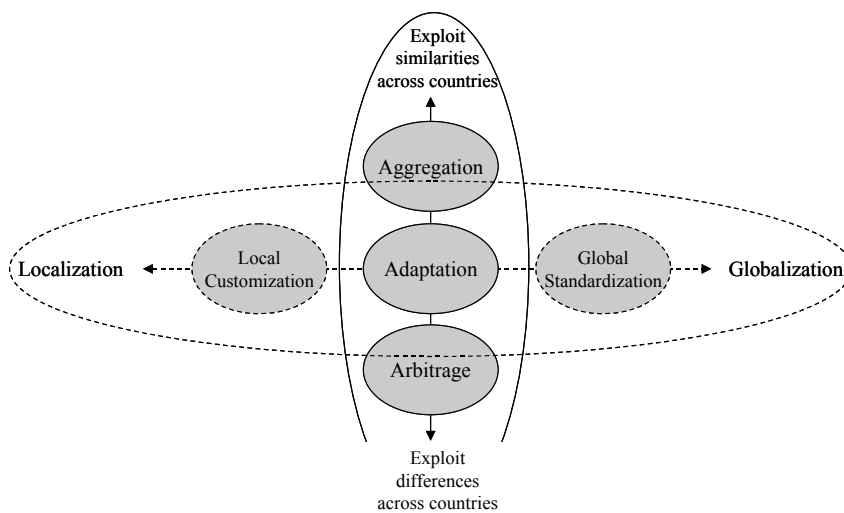 Exploit
similarities
across countries
Aggregation
Localization
Local
Customization
Adaptation
Global
Standardization
Globalization
Arbitrage
Exploit
differences
across countries